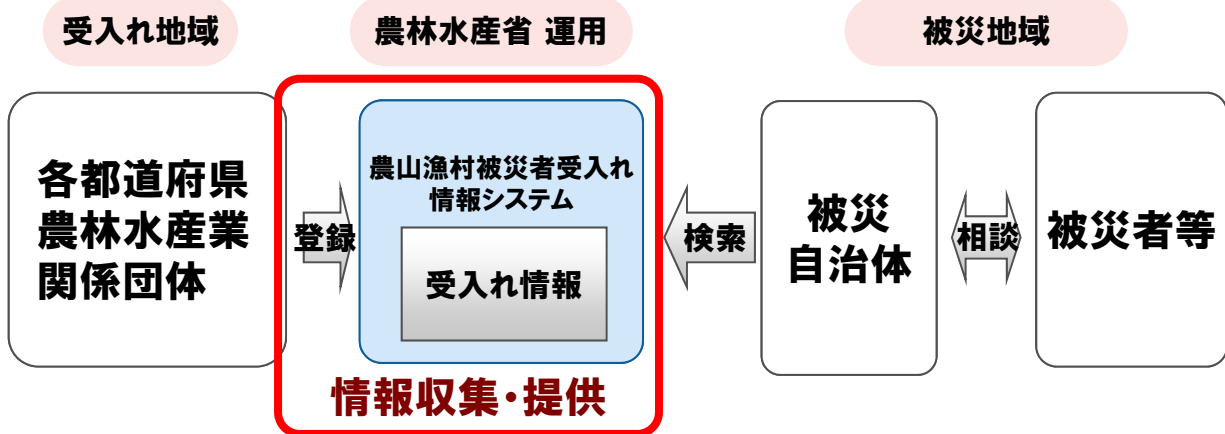 受入れ地域
農林水産省 運用
被災地域
各都道府県
農林水産業
関係団体
登録
農山漁村被災者受入れ
情報システム
受入れ情報
情報収集・提供
検索
被災
自治体
相談
被災者等